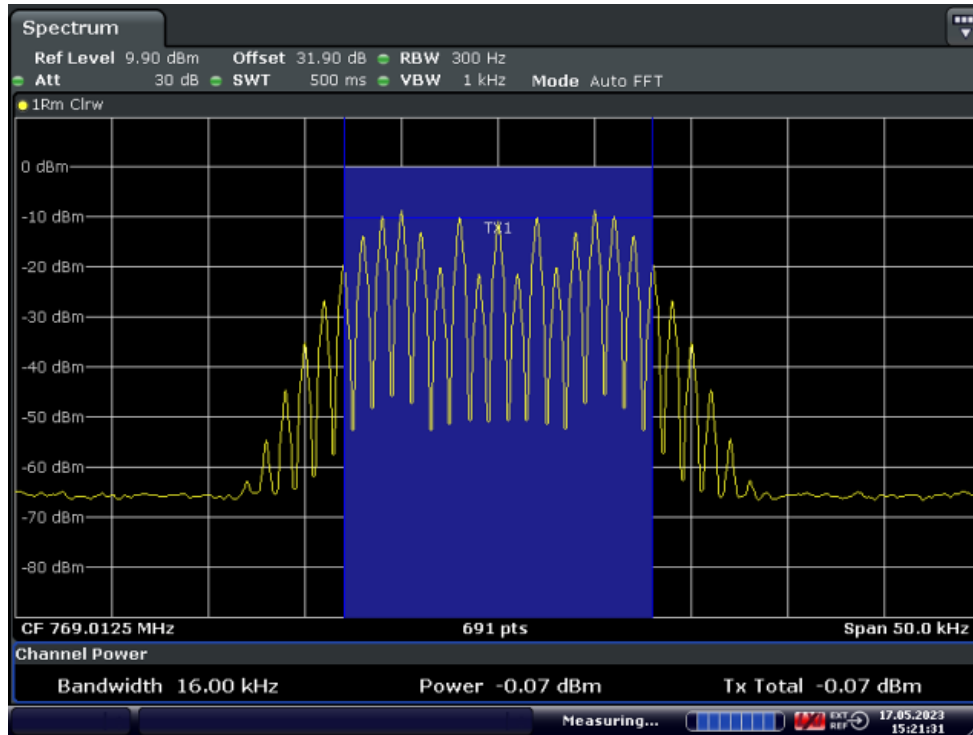 Spectrum
Ref Level 9.90 dBm Offset 31.90 dB RBW 300 Hz
Att 30 dB SWT 500 ms VBW 1 kHz Mode Auto FFT
1Rm Clrw
0 dBm
-10 dBm
TX1
-20 dBm
-30 dBm
-40 dBm
-50 dBm
-60 dBm
-70 dBm
-80 dBm
CF 769.0125 MHz 691 pts Span 50.0 kHz
Channel Power
Bandwidth 16.00 kHz Power -0.07 dBm Tx Total -0.07 dBm
Measuring... EXT REF 17.05.2023
15:21:31